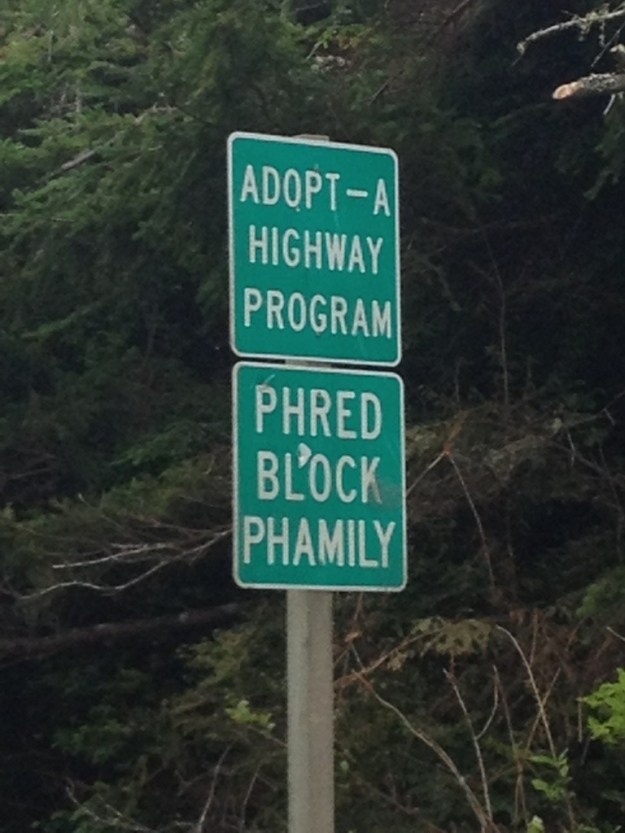 ADOPT-A
HIGHWAY
PROGRAM
PHRED
BLOCK
PHAMILY